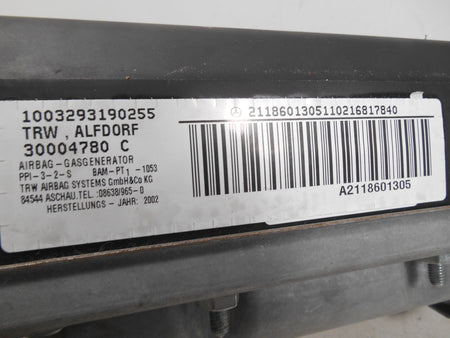 1003293190255
TRW , ALFDORF
30004780 C
AIRBAG-GASGENERATOR
PPI-3-2-S BAM-PT1-1053
TRW AIRBAG SYSTEMS GmbH&Co KG
84544 ASCHAU.TEL.:08638/965-0
HERSTELLUNGS - JAHR: 2002
2118601305110216817840
A2118601305